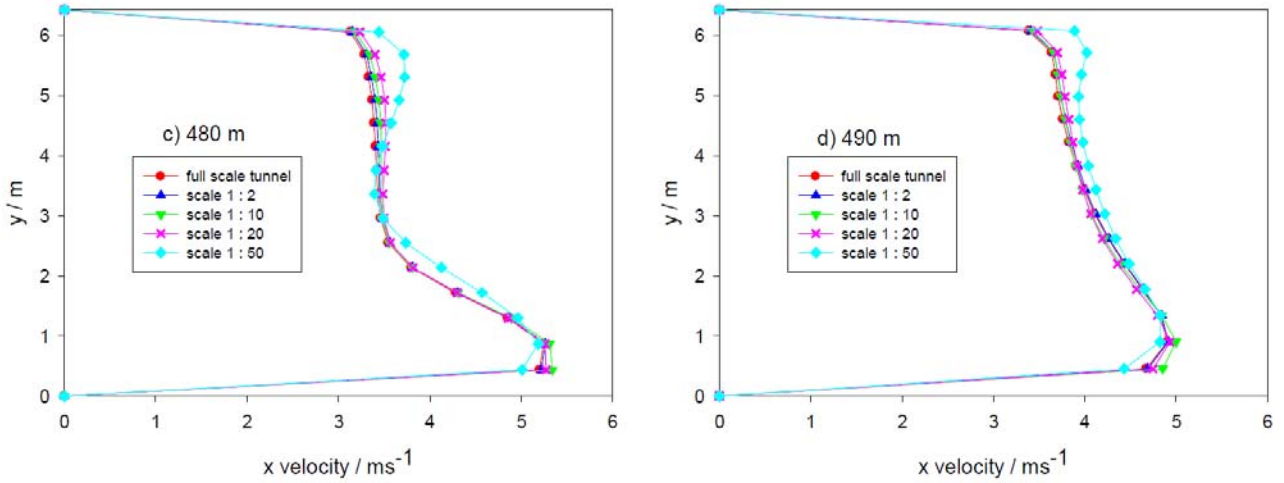 6
5
4
3
2
1
0
y / m
c) 480 m
full scale tunnel
scale 1 : 2
scale 1 : 10
scale 1 : 20
scale 1 : 50
0 1 2 3 4 5 6
x velocity / ms-1
6
5
4
3
2
1
0
y / m
d) 490 m
full scale tunnel
scale 1 : 2
scale 1 : 10
scale 1 : 20
scale 1 : 50
0 1 2 3 4 5 6
x velocity / ms-1